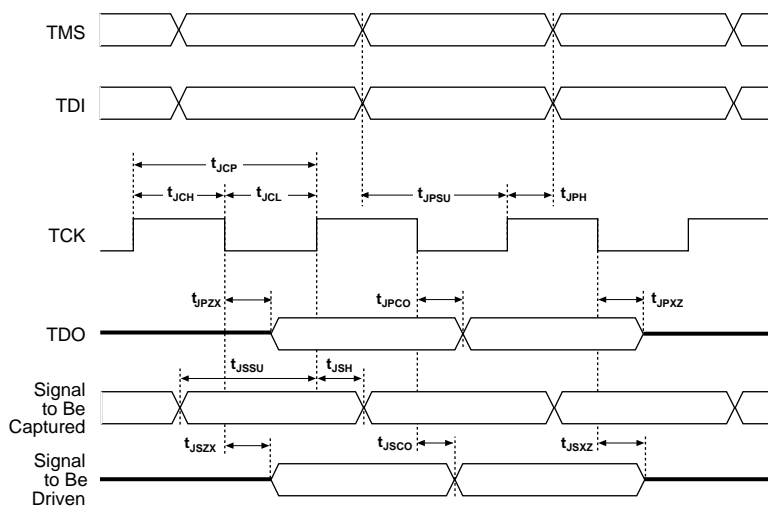 TMS
TDI
tJCP
tJCH
tJCL
tJPSU
tJPH
TCK
tJPZX
tJPCO
tJPXZ
TDO
tJSSU
tJSH
Signal
to Be
Captured
tJSZX
tJSCO
tJSXZ
Signal
to Be
Driven